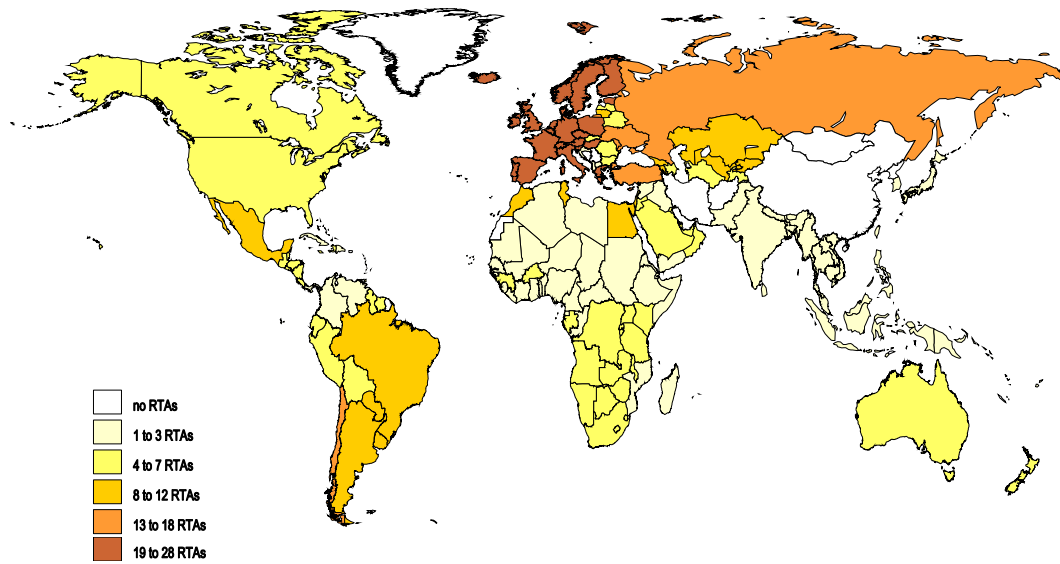 no RTAs
1 to 3 RTAs
4 to 7 RTAs
8 to 12 RTAs
13 to 18 RTAs
19 to 28 RTAs